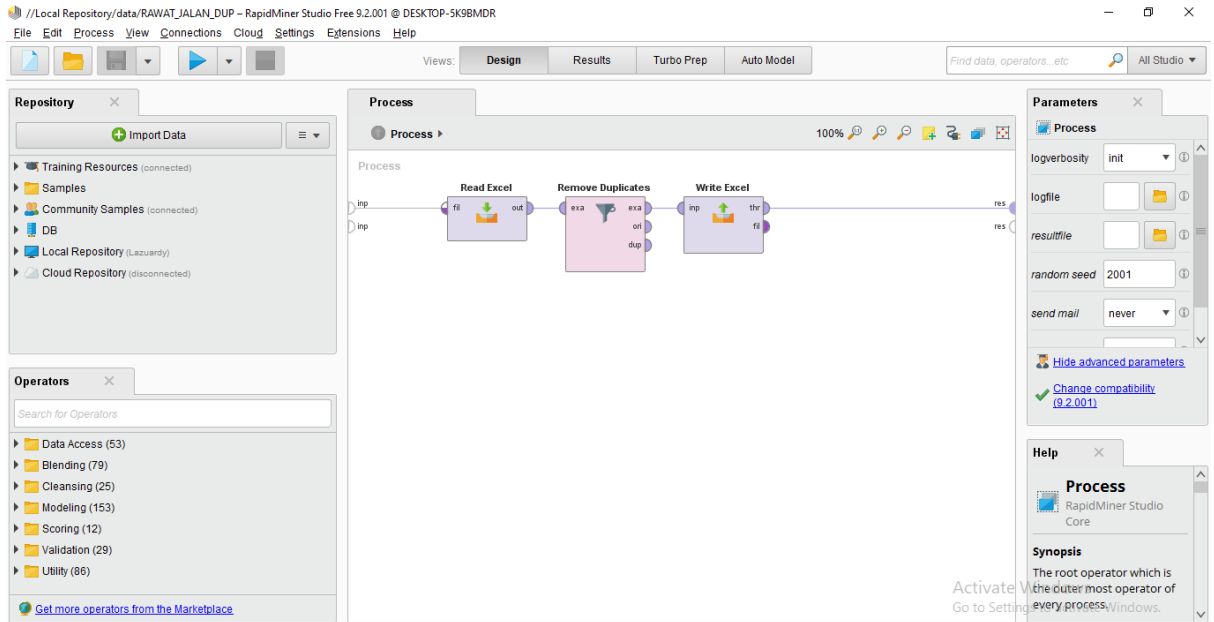 //Local Repository/data/RAWAT_JALAN_DUP – RapidMiner Studio Free 9.2.001 @ DESKTOP-5K9BMDR
File Edit Process View Connections Cloud Settings Extensions Help
Views: Design Results Turbo Prep Auto Model Find data, operators...etc All Studio
Repository
Import Data
Training Resources (connected)
Samples
Community Samples (connected)
DB
Local Repository (Lazuardy)
Cloud Repository (disconnected)
Operators
Search for Operators
Data Access (53)
Blending (79)
Cleansing (25)
Modeling (153)
Scoring (12)
Validation (29)
Utility (86)
Get more operators from the Marketplace
Process
Process 100%
Process
Read Excel Remove Duplicates Write Excel
inp fil out exa exa inp thr res
inp ori fil res
dup
Parameters
Process
logverbosity init
logfile
resultfile
random seed 2001
send mail never
Hide advanced parameters
Change compatibility
(9.2.001)
Help
Process
RapidMiner Studio
Core
Synopsis
The root operator which is
the outer most operator of
every process.
Activate Windows
Go to Settings to activate Windows.